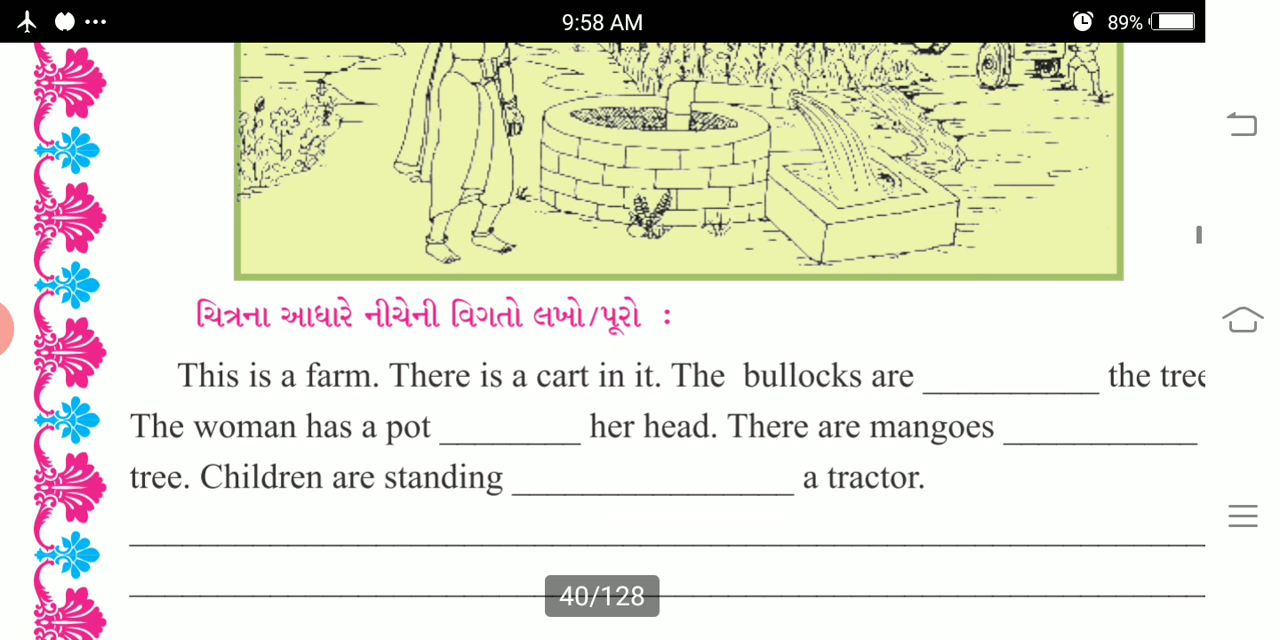 9:58 AM
89%
ચિત્રના આધારે નીચેની વિગતો લખો/પૂરો :
This is a farm. There is a cart in it. The bullocks are __________ the tree
The woman has a pot ________ her head. There are mangoes ___________
tree. Children are standing ________________ a tractor.
40/128